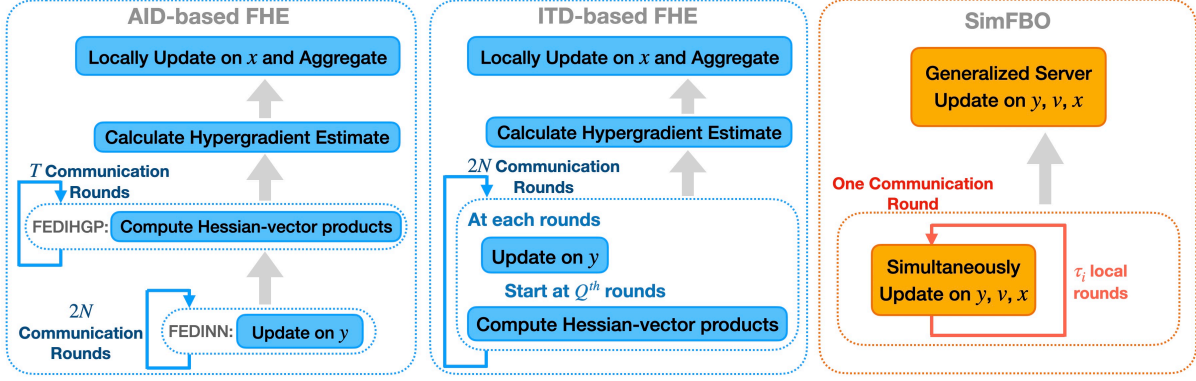 AID-based FHE
Locally Update on x and Aggregate
Calculate Hypergradient Estimate
T Communication
Rounds
FEDIHGP: Compute Hessian-vector products
2N
Communication
Rounds
FEDINN: Update on y
ITD-based FHE
Locally Update on x and Aggregate
Calculate Hypergradient Estimate
2N Communication
Rounds
At each rounds
Update on y
Start at Qth rounds
Compute Hessian-vector products
SimFBO
Generalized Server
Update on y, v, x
One Communication
Round
Simultaneously
Update on y, v, x
τi local
rounds